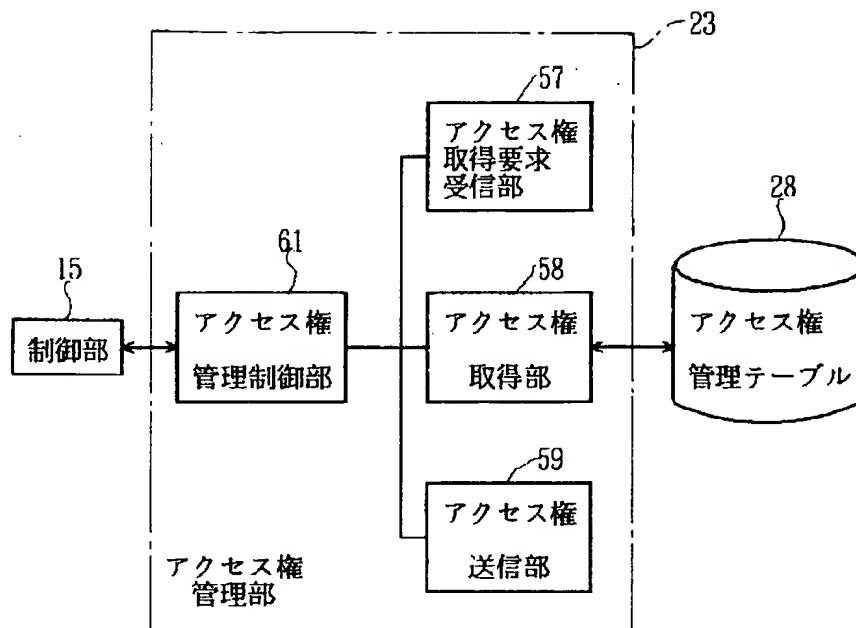 23
57
アクセス権
取得要求
受信部
28
61
58
15
制御部
アクセス権
管理制御部
アクセス権
取得部
アクセス権
管理テーブル
59
アクセス権
送信部
アクセス権
管理部